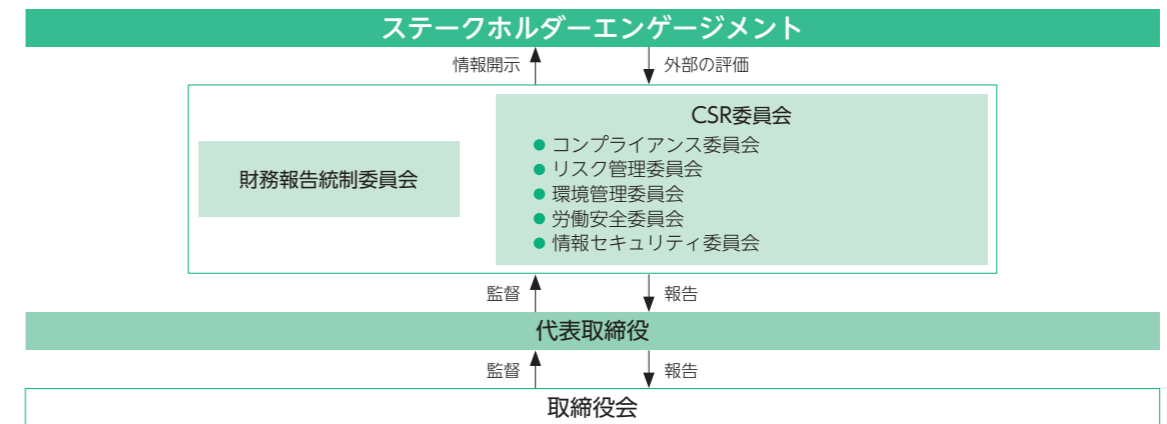 ステークホルダーエンゲージメント
情報開示
外部の評価
財務報告統制委員会
CSR委員会
● コンプライアンス委員会
● リスク管理委員会
● 環境管理委員会
● 労働安全委員会
● 情報セキュリティ委員会
監督
報告
代表取締役
監督
報告
取締役会